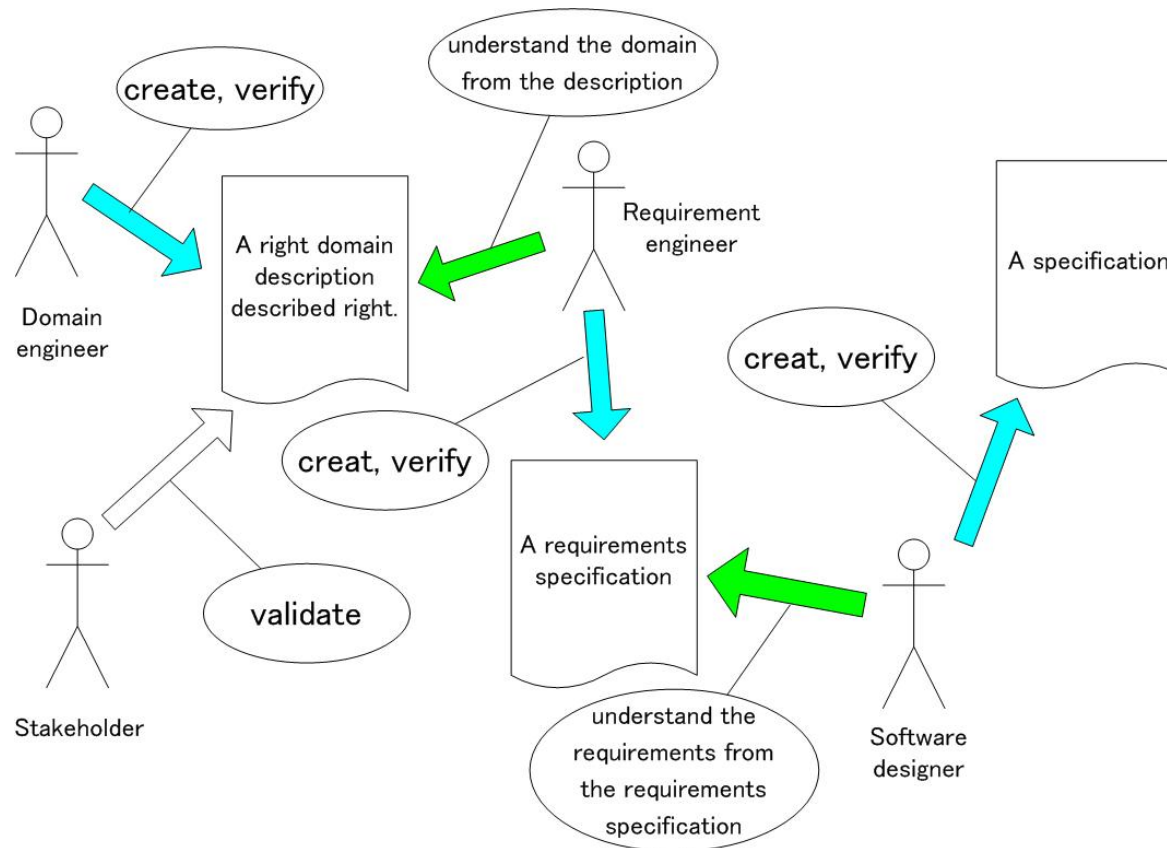 understand the domain
from the description
create, verify
Requirement
engineer
A right domain
description
described right.
A specification
Domain
engineer
creat, verify
creat, verify
A requirements
specification
validate
Stakeholder
understand the
requirements from
the requirements
specification
Software
designer